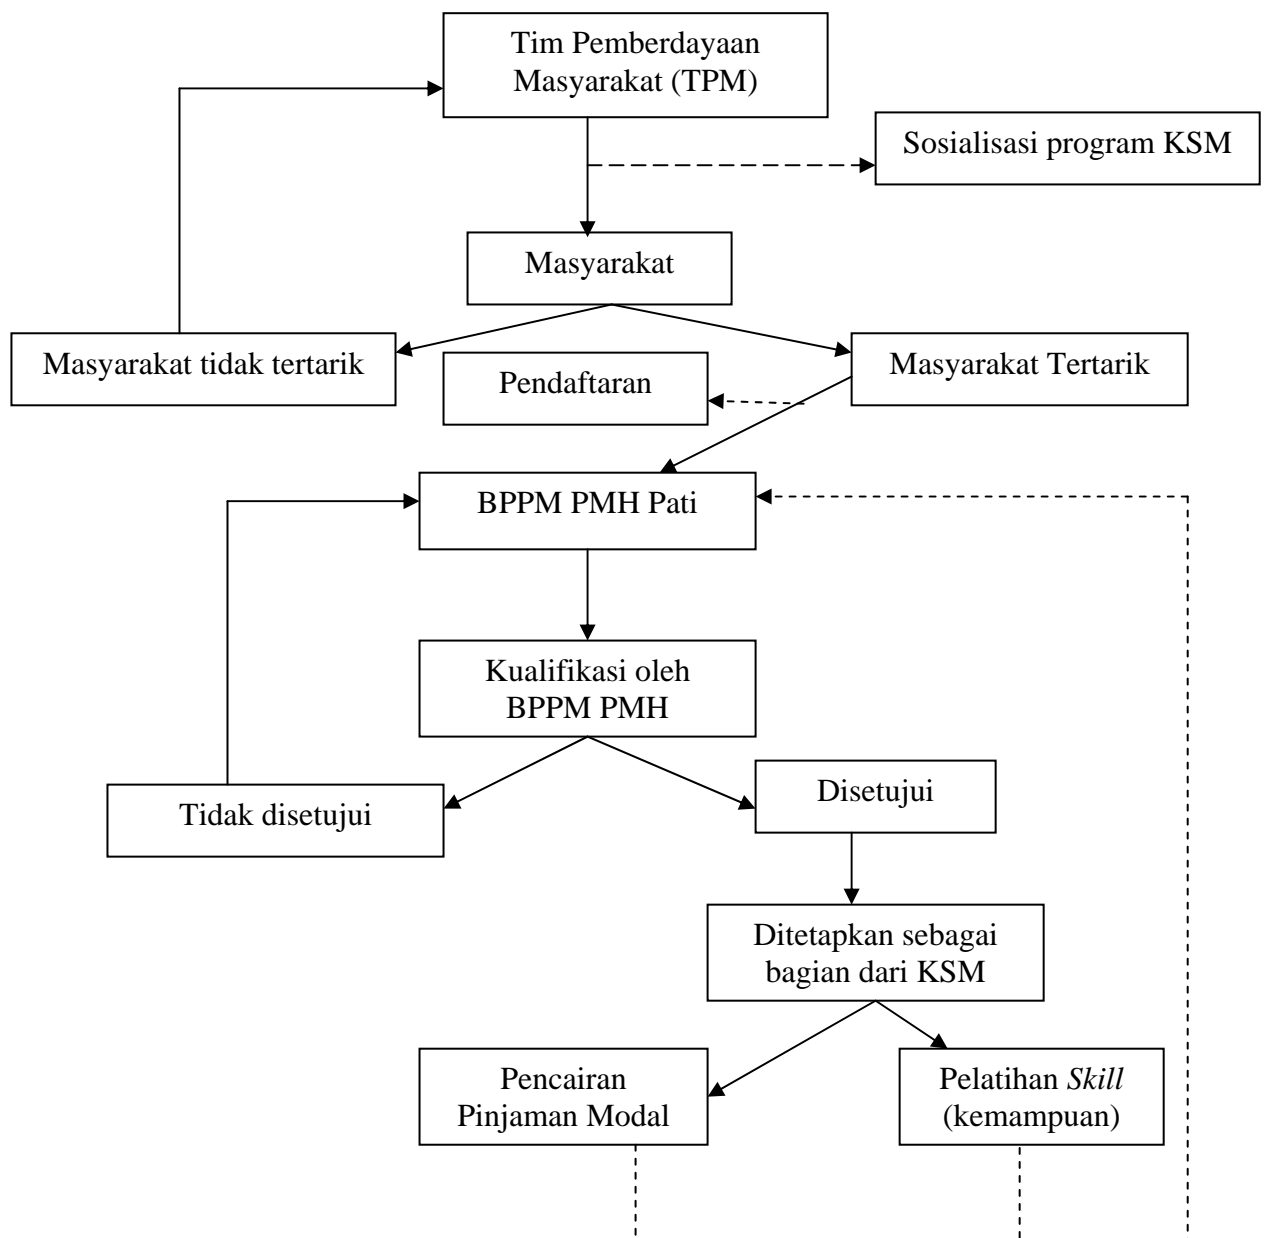 Tim Pemberdayaan
Masyarakat (TPM)
Sosialisasi program KSM
Masyarakat
Masyarakat tidak tertarik
Pendaftaran
Masyarakat Tertarik
BPPM PMH Pati
Kualifikasi oleh
BPPM PMH
Tidak disetujui
Disetujui
Ditetapkan sebagai
bagian dari KSM
Pencairan
Pinjaman Modal
Pelatihan Skill
(kemampuan)